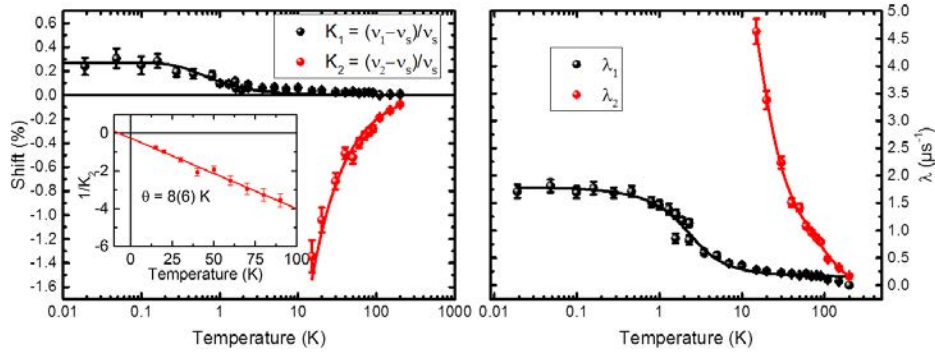 0.6
0.4
0.2
0.0
-0.2
-0.4
-0.6
-0.8
-1.0
-1.2
-1.4
-1.6
Shift (%)
K₁ = (ν₁−νₛ)/νₛ
K₂ = (ν₂−νₛ)/νₛ
0
-2
-4
-6
1/K₂
θ = 8(6) K
0 25 50 75 100
Temperature (K)
0.01 0.1 1 10 100 1000
Temperature (K)
λ₁
λ₂
5.0
4.5
4.0
3.5
3.0
2.5
2.0
1.5
1.0
0.5
0.0
λ (μs⁻¹)
0.01 0.1 1 10 100
Temperature (K)